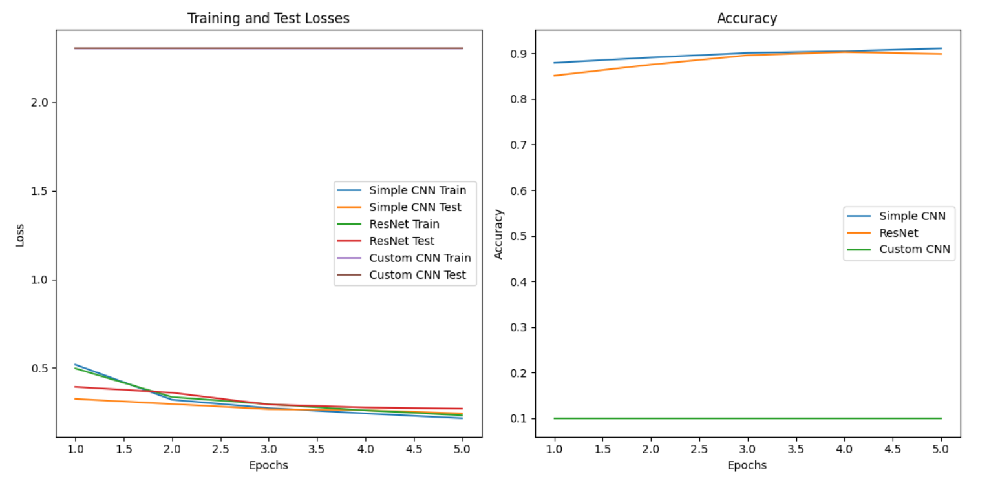 Training and Test Losses
2.0
1.5
1.0
0.5
Loss
Simple CNN Train
Simple CNN Test
ResNet Train
ResNet Test
Custom CNN Train
Custom CNN Test
1.0 1.5 2.0 2.5 3.0 3.5 4.0 4.5 5.0
Epochs
Accuracy
0.9
0.8
0.7
0.6
0.5
0.4
0.3
0.2
0.1
Accuracy
Simple CNN
ResNet
Custom CNN
1.0 1.5 2.0 2.5 3.0 3.5 4.0 4.5 5.0
Epochs